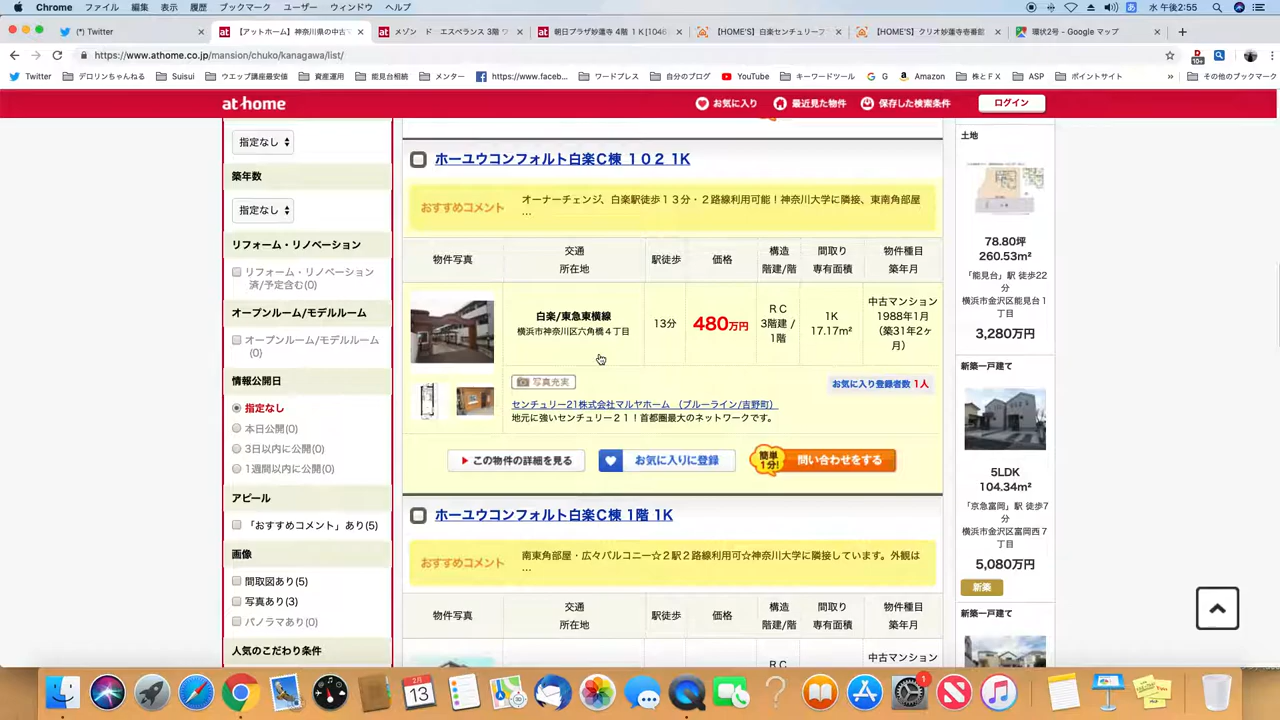 Chrome ファイル 編集 表示 履歴 ブックマーク ユーザー ウィンドウ ヘルプ
水 午後2:55
(*) Twitter
【アットホーム】神奈川県の中古マ
メゾン ド エスペランス 3階 ワ
朝日プラザ妙蓮寺 4階 1K[1046
【HOME'S】白楽センチュリーフ
【HOME'S】クリオ妙蓮寺壱番館
環状2号 - Google マップ
https://www.athome.co.jp/mansion/chuko/kanagawa/list/
Twitter デロリンちゃんねる Suisui ウエップ講座最安値 資産運用 能見台相続 メンター https://www.faceb... ワードプレス 自分のブログ YouTube キーワードツール G Amazon 株とFX ASP ポイントサイト » その他のブックマーク
at home
お気に入り 最近見た物件 保存した検索条件 ログイン
指定なし
築年数
指定なし
リフォーム・リノベーション
リフォーム・リノベーション
済/予定含む(0)
オープンルーム/モデルルーム
オープンルーム/モデルルーム
(0)
情報公開日
指定なし
本日公開(0)
3日以内に公開(0)
1週間以内に公開(0)
アピール
「おすすめコメント」あり(5)
画像
間取図あり(5)
写真あり(3)
パノラマあり(0)
人気のこだわり条件
ホーユウコンフォルト白楽C棟 １０２ 1K
おすすめコメント
オーナーチェンジ、白楽駅徒歩１３分・２路線利用可能！神奈川大学に隣接、東南角部屋
…
物件写真
交通
所在地
駅徒歩
価格
構造
階建/階
間取り
専有面積
物件種目
築年月
白楽/東急東横線
横浜市神奈川区六角橋４丁目
13分
480万円
ＲＣ
3階建 /
1階
1K
17.17m²
中古マンション
1988年1月
（築31年2ヶ
月）
写真充実
お気に入り登録者数 1人
センチュリー21株式会社マルヤホーム （ブルーライン/吉野町）
地元に強いセンチュリー２１！首都圏最大のネットワークです。
この物件の詳細を見る
お気に入りに登録
簡単
1分!
問い合わせをする
ホーユウコンフォルト白楽C棟 1階 1K
おすすめコメント
南東角部屋・広々バルコニー☆２駅２路線利用可☆神奈川大学に隣接しています。外観は
…
物件写真
交通
所在地
駅徒歩
価格
構造
階建/階
間取り
専有面積
物件種目
築年月
ＲＣ
中古マンション
土地
78.80坪
260.53m²
「能見台」駅 徒歩22
分
横浜市金沢区能見台1
丁目
3,280万円
新築一戸建て
5LDK
104.34m²
「京急富岡」駅 徒歩7
分
横浜市金沢区富岡西7
丁目
5,080万円
新築
新築一戸建て
2月
13
1